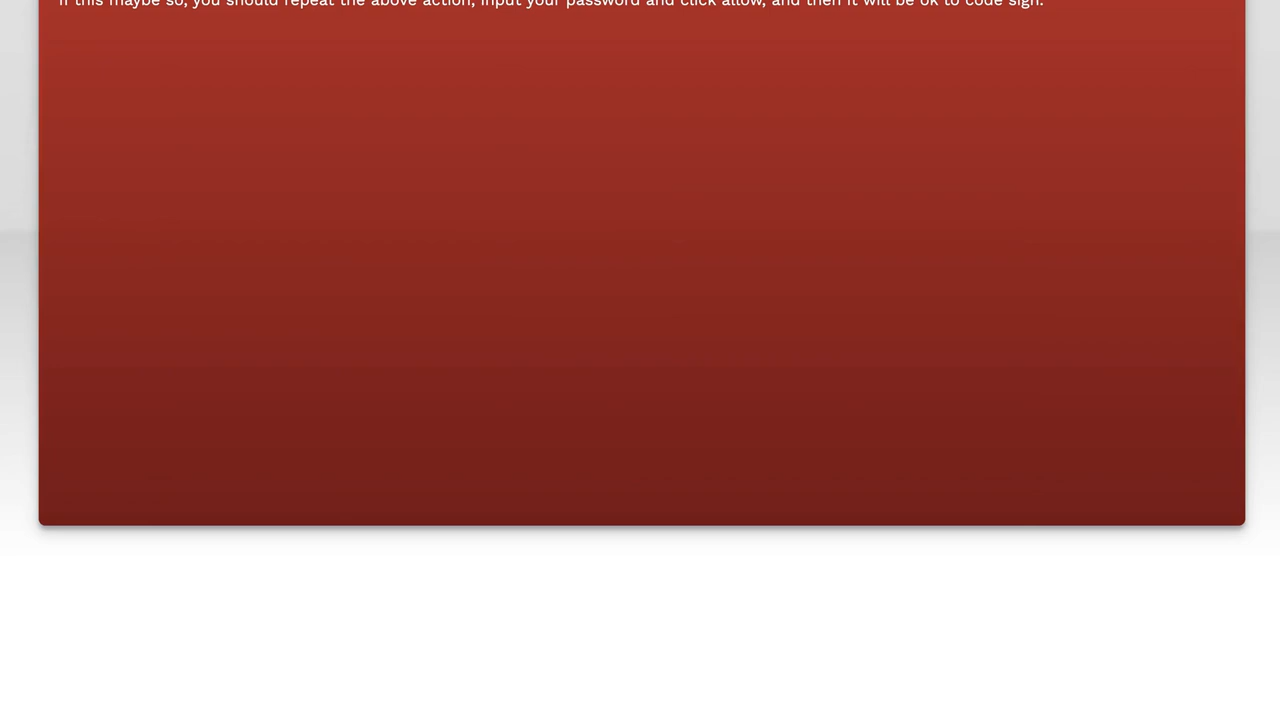 If this maybe so, you should repeat the above action, input your password and click allow, and then it will be ok to code sign.